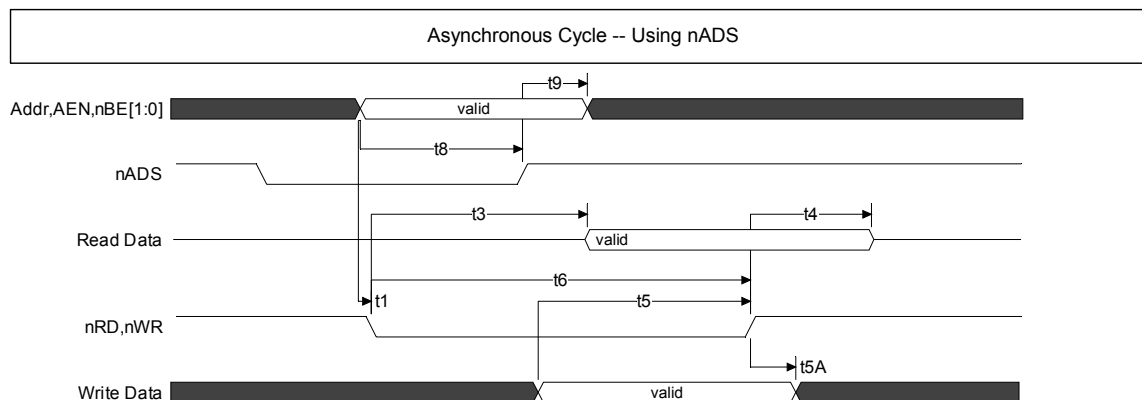 Asynchronous Cycle -- Using nADS
t9
Addr,AEN,nBE[1:0]
valid
t8
nADS
t3
t4
Read Data
valid
t6
t1
t5
nRD,nWR
t5A
Write Data
valid